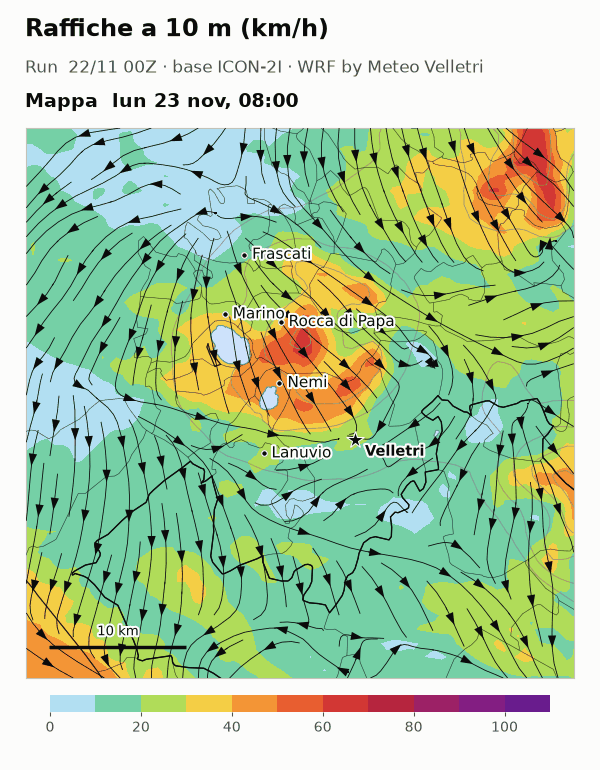 Raffiche a 10 m (km/h)
Run  22/11 00Z · base ICON-2I · WRF by Meteo Velletri
Mappa  lun 23 nov, 08:00
Frascati
Marino
Rocca di Papa
Nemi
Velletri
Lanuvio
10 km
0 20 40 60 80 100